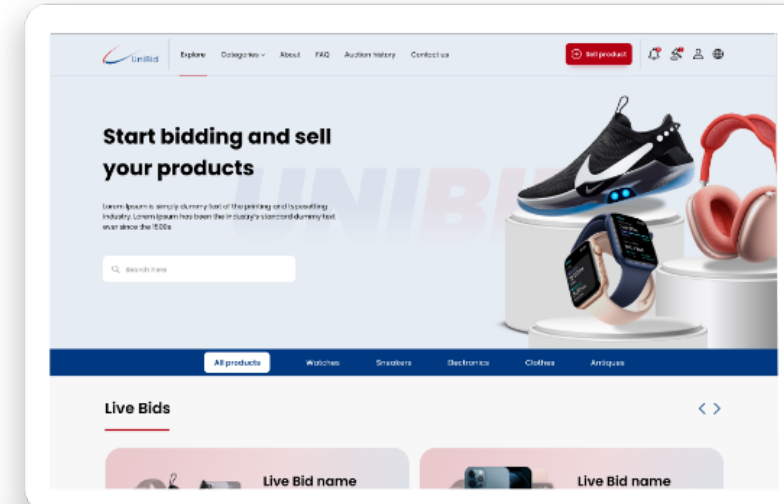 UniBid
Explore Categories About FAQ Auction history Contact us
Sell product
Start bidding and sell
your products
UNIBI
Lorem Ipsum is simply dummy text of the printing and typesetting
industry. Lorem Ipsum has been the industry's standard dummy text
ever since the 1500s
Search Here
All products Watches Sneakers Electronics Clothes Antiques
Live Bids
Live Bid name
Live Bid name